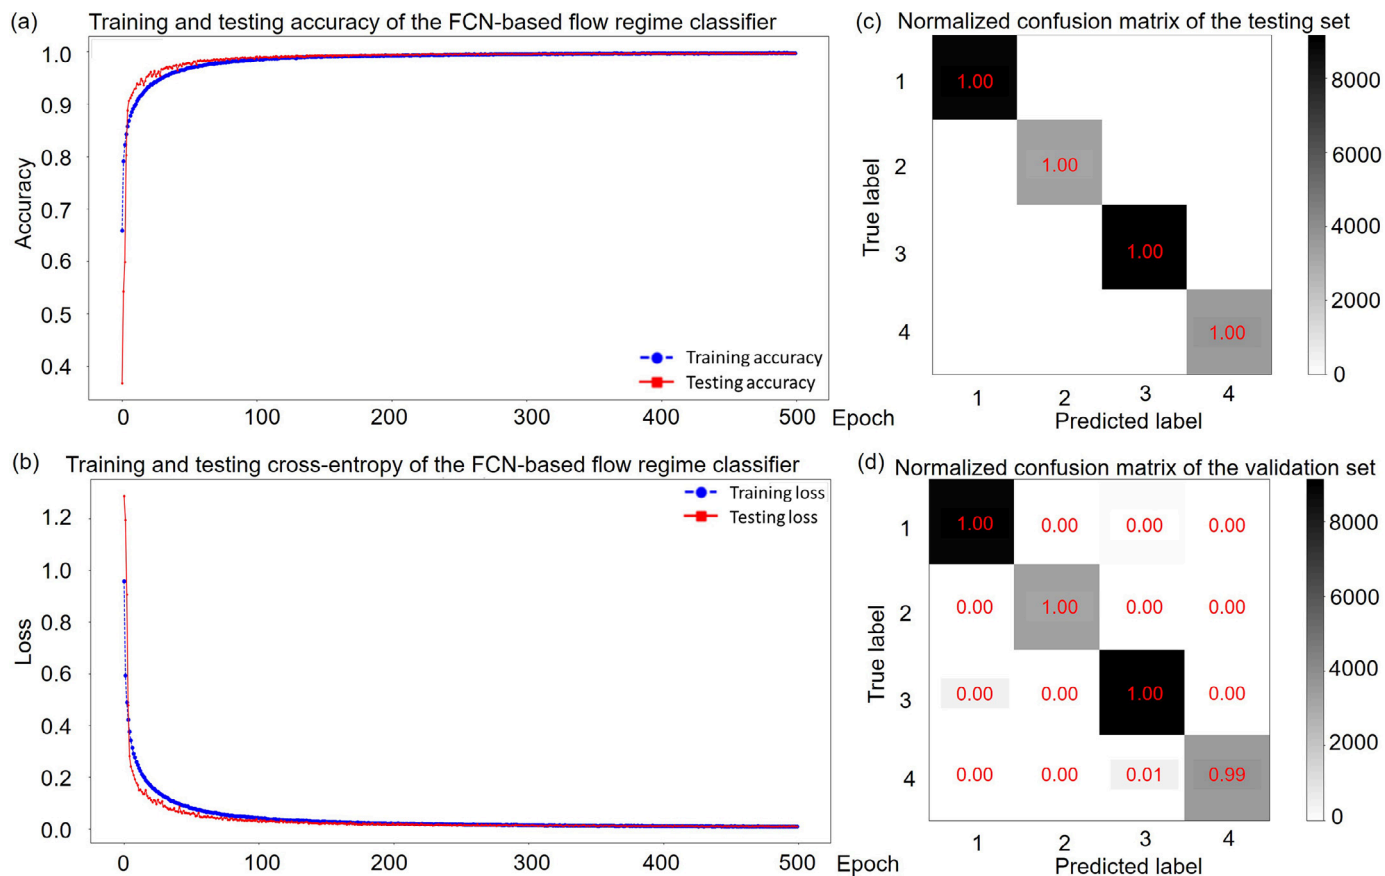 (a) Training and testing accuracy of the FCN-based flow regime classifier
1.0
0.9
0.8
0.7
0.6
0.5
0.4
Accuracy
Training accuracy
Testing accuracy
0 100 200 300 400 500 Epoch
(b) Training and testing cross-entropy of the FCN-based flow regime classifier
1.2
1.0
0.8
0.6
0.4
0.2
0.0
Loss
Training loss
Testing loss
0 100 200 300 400 500 Epoch
(c) Normalized confusion matrix of the testing set
True label
1 1.00
2 1.00
3 1.00
4 1.00
1 2 3 4
Predicted label
8000
6000
4000
2000
0
(d) Normalized confusion matrix of the validation set
True label
1 1.00 0.00 0.00 0.00
2 0.00 1.00 0.00 0.00
3 0.00 0.00 1.00 0.00
4 0.00 0.00 0.01 0.99
1 2 3 4
Predicted label
8000
6000
4000
2000
0